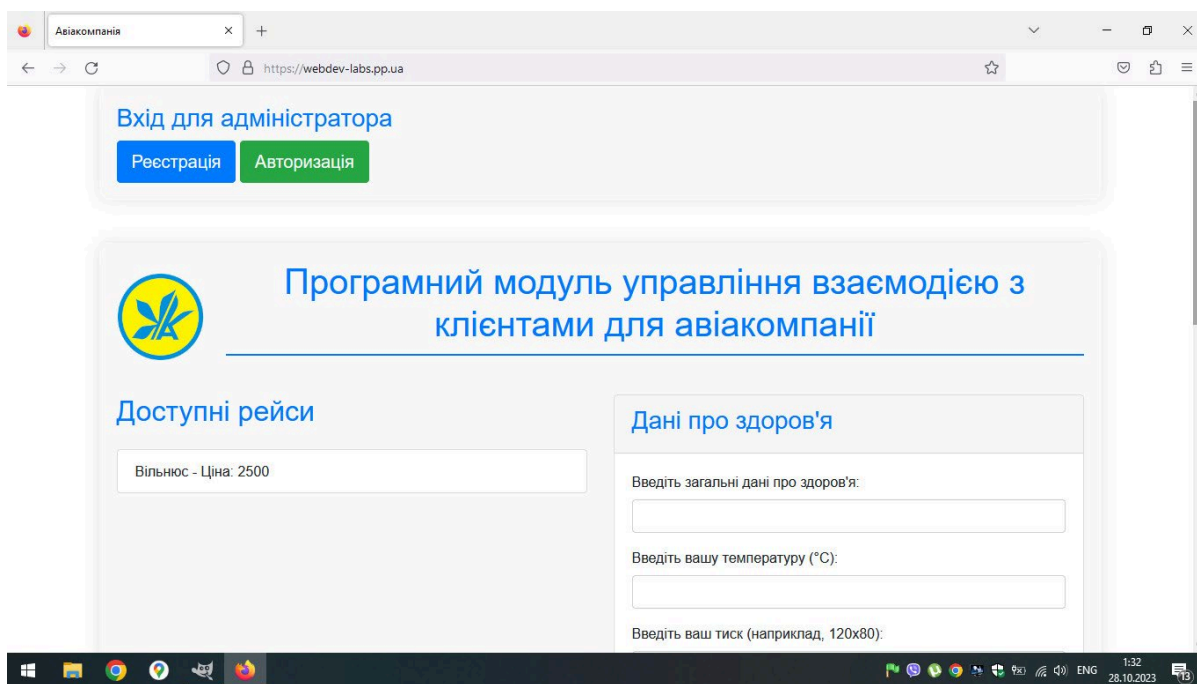 Авіакомпанія
https://webdev-labs.pp.ua
Вхід для адміністратора
Реєстрація Авторизація
Програмний модуль управління взаємодією з
клієнтами для авіакомпанії
Доступні рейси
Вільнюс - Ціна: 2500
Дані про здоров'я
Введіть загальні дані про здоров'я:
Введіть вашу температуру (°C):
Введіть ваш тиск (наприклад, 120x80):
ENG
1:32
28.10.2023
13